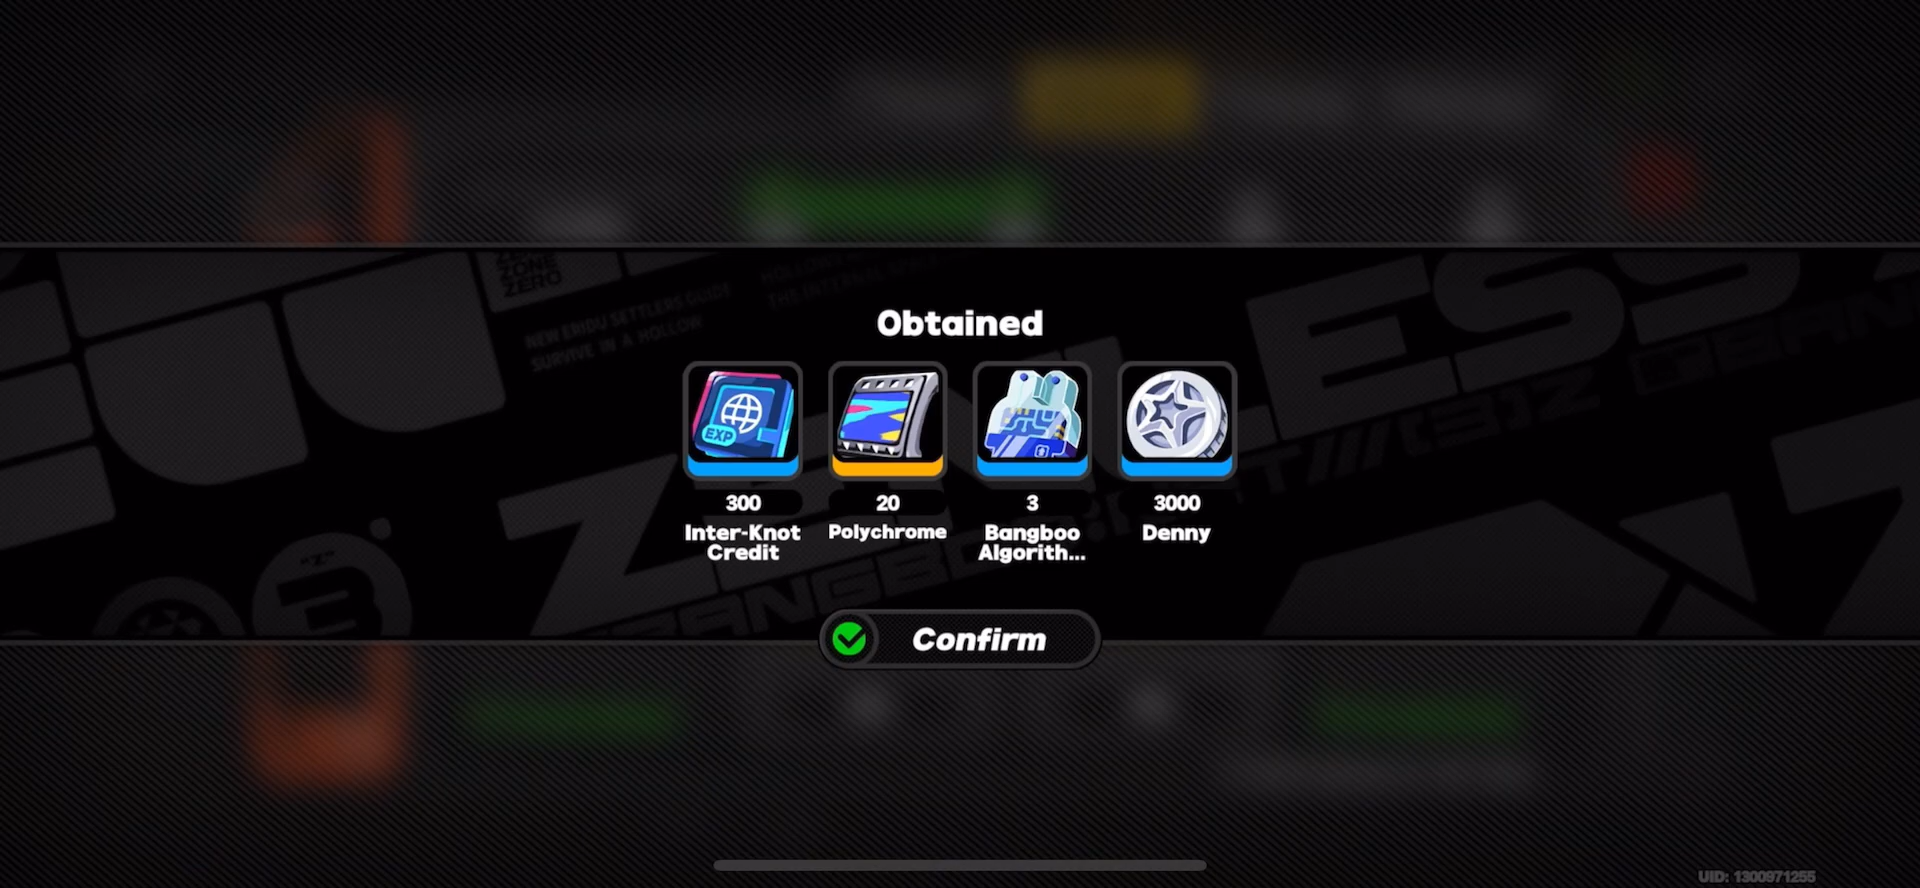 ZONE
ZERO
NEW ERIDU SETTLERS GUIDE
SURVIVE IN A HOLLOW
Obtained
EXP
300
20
3
3000
Inter-Knot
Credit
Polychrome
Bangboo
Algorith...
Denny
Confirm
UID: 1300971255